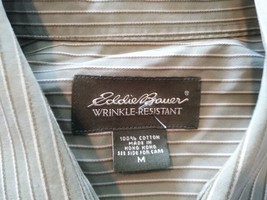 Eddie Bauer
WRINKLE-RESISTANT
100% COTTON
MADE IN
HONG KONG
SEE SIDE FOR CARE
M